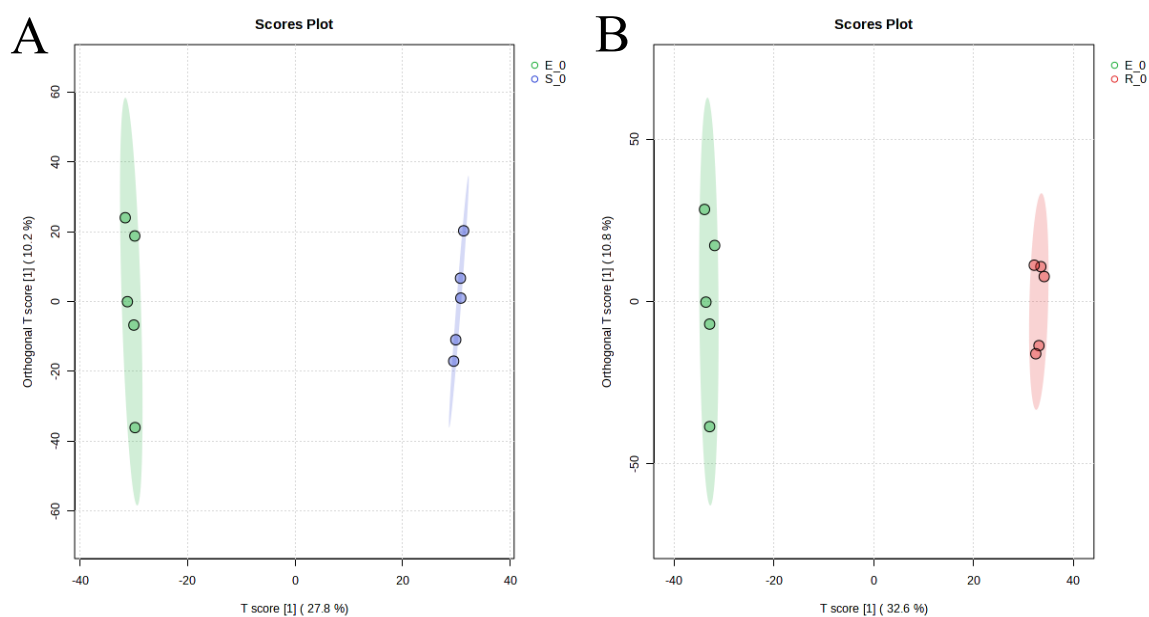 A
Scores Plot
E_0
S_0
60
40
20
0
-20
-40
-60
Orthogonal T score [1] ( 10.2 %)
-40 -20 0 20 40
T score [1] ( 27.8 %)
B
Scores Plot
E_0
R_0
50
0
-50
Orthogonal T score [1] ( 10.8 %)
-40 -20 0 20 40
T score [1] ( 32.6 %)